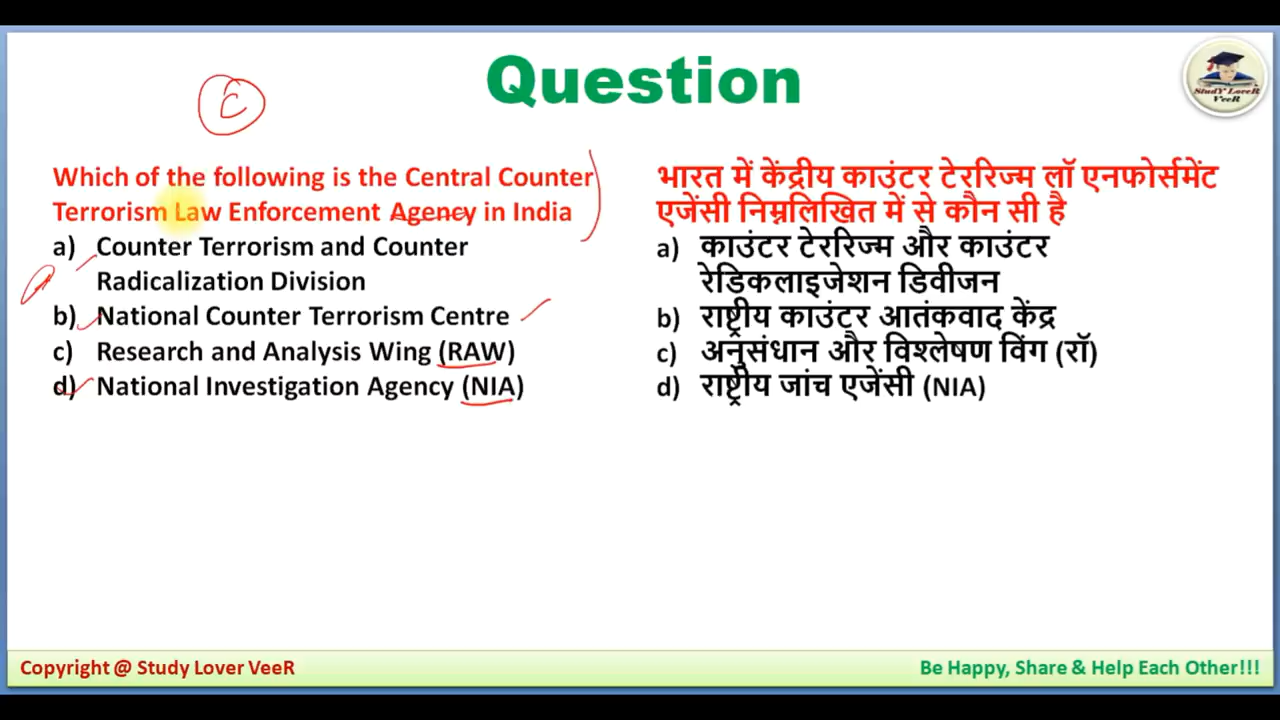 Question
StudY LoveR
VeeR
C
Which of the following is the Central Counter
Terrorism Law Enforcement Agency in India
a) Counter Terrorism and Counter
Radicalization Division
b) National Counter Terrorism Centre
c) Research and Analysis Wing (RAW)
d) National Investigation Agency (NIA)
भारत में केंद्रीय काउंटर टेररिज्म लॉ एनफोर्समेंट
एजेंसी निम्नलिखित में से कौन सी है
a) काउंटर टेररिज्म और काउंटर
रेडिकलाइजेशन डिवीजन
b) राष्ट्रीय काउंटर आतंकवाद केंद्र
c) अनुसंधान और विश्लेषण विंग (रॉ)
d) राष्ट्रीय जांच एजेंसी (NIA)
Copyright @ Study Lover VeeR
Be Happy, Share & Help Each Other!!!